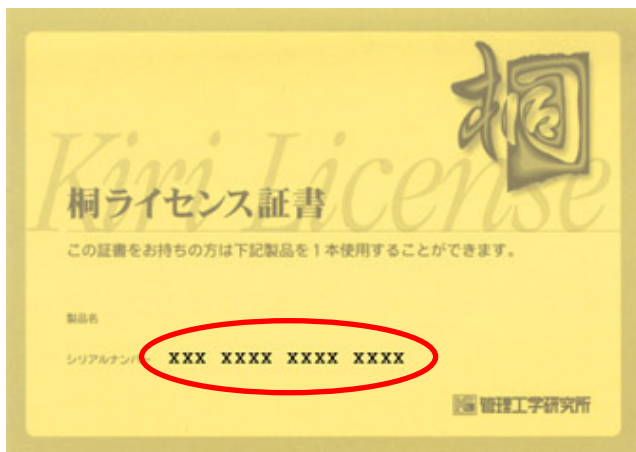 桐
Kiri License
桐ライセンス証書
この証書をお持ちの方は下記製品を1本使用することができます。
製品名
シリアルナンバー XXX XXXX XXXX XXXX
管理工学研究所